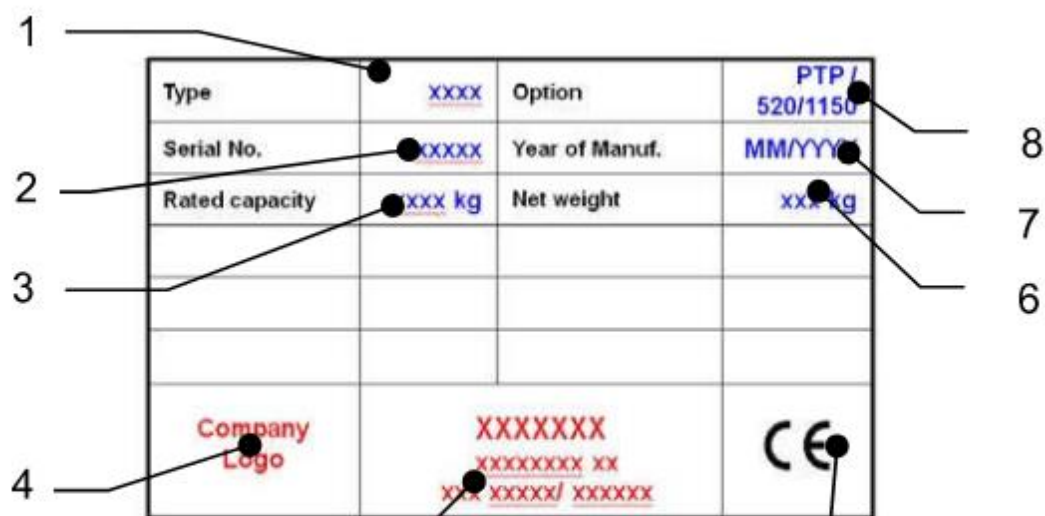 1
Type xxxx Option PTP / 520/1150
8
Serial No. xxxxx Year of Manuf. MM/YYYY
2
7
Rated capacity xxxx kg Net weight xxx kg
3
6
Company Logo
XXXXXXX
xxxxxxxx xx
xxx xxxxx/ xxxxxx
CE
4